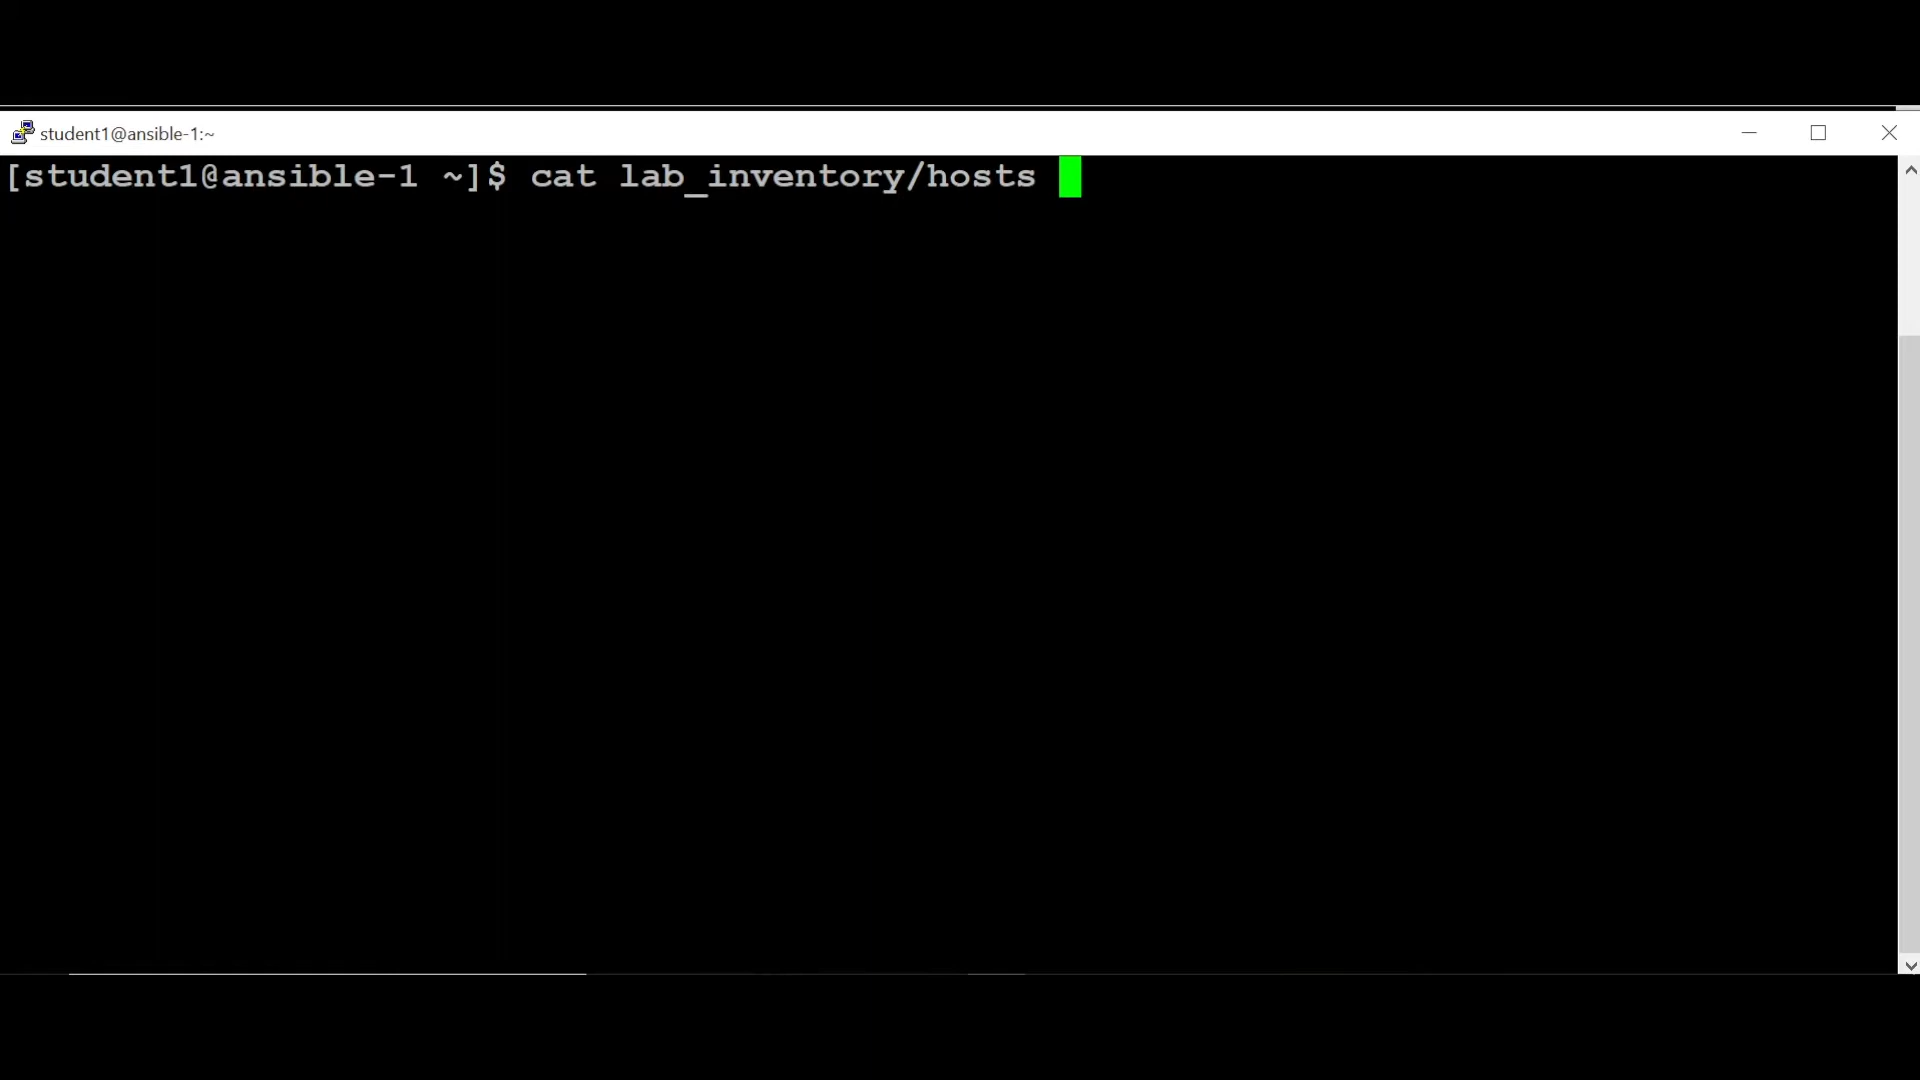 student1@ansible-1:~
[student1@ansible-1 ~]$ cat lab_inventory/hosts